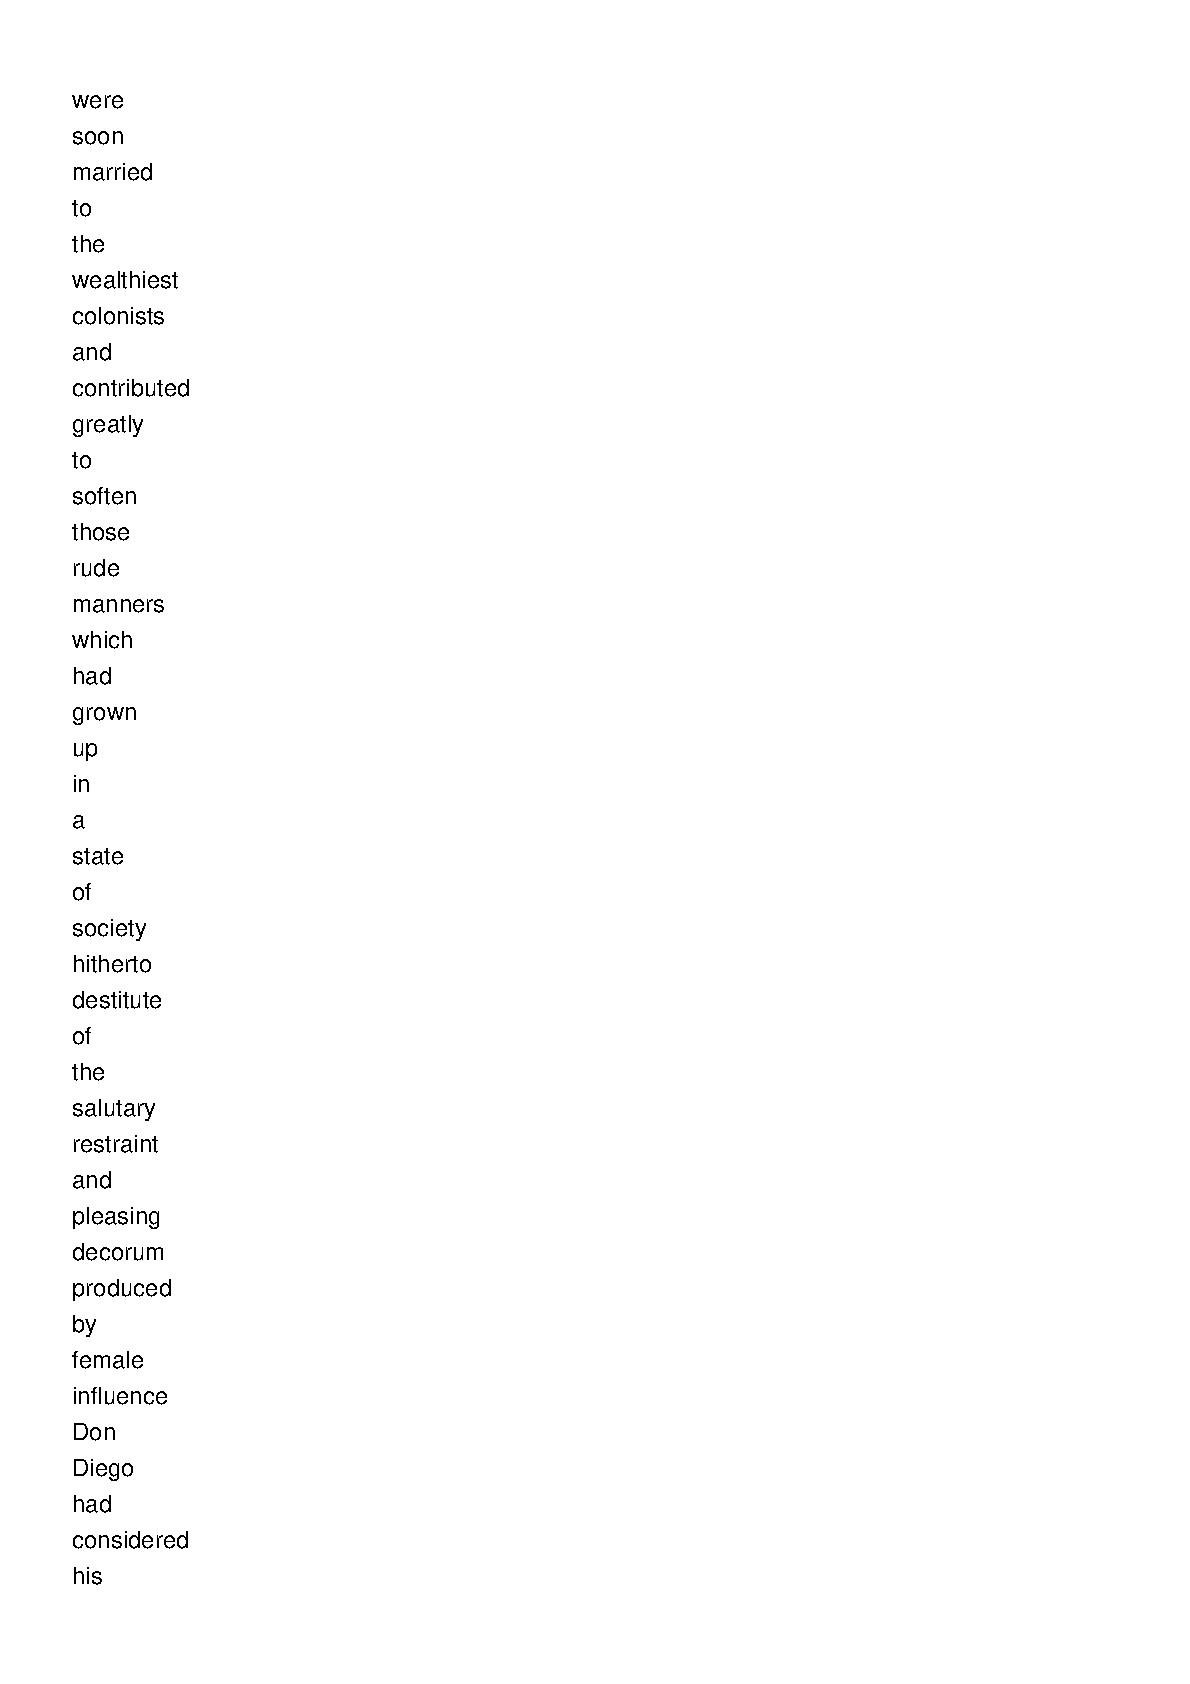 were
soon
married
to
the
wealthiest
colonists
and
contributed
greatly
to
soften
those
rude
manners
which
had
grown
up
in
a
state
of
society
hitherto
destitute
of
the
salutary
restraint
and
pleasing
decorum
produced
by
female
influence
Don
Diego
had
considered
his